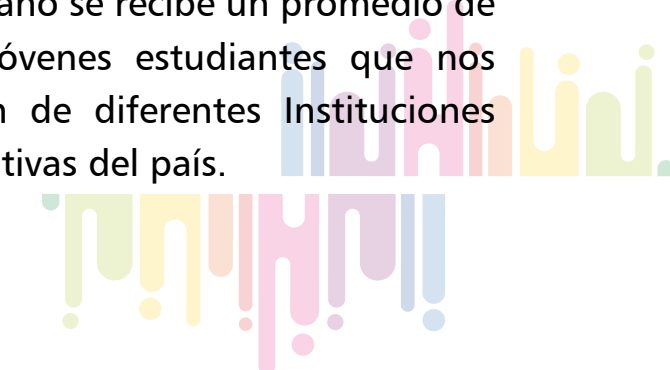 año se recibe un promedio de
óvenes estudiantes que nos
n de diferentes Instituciones
tivas del país.